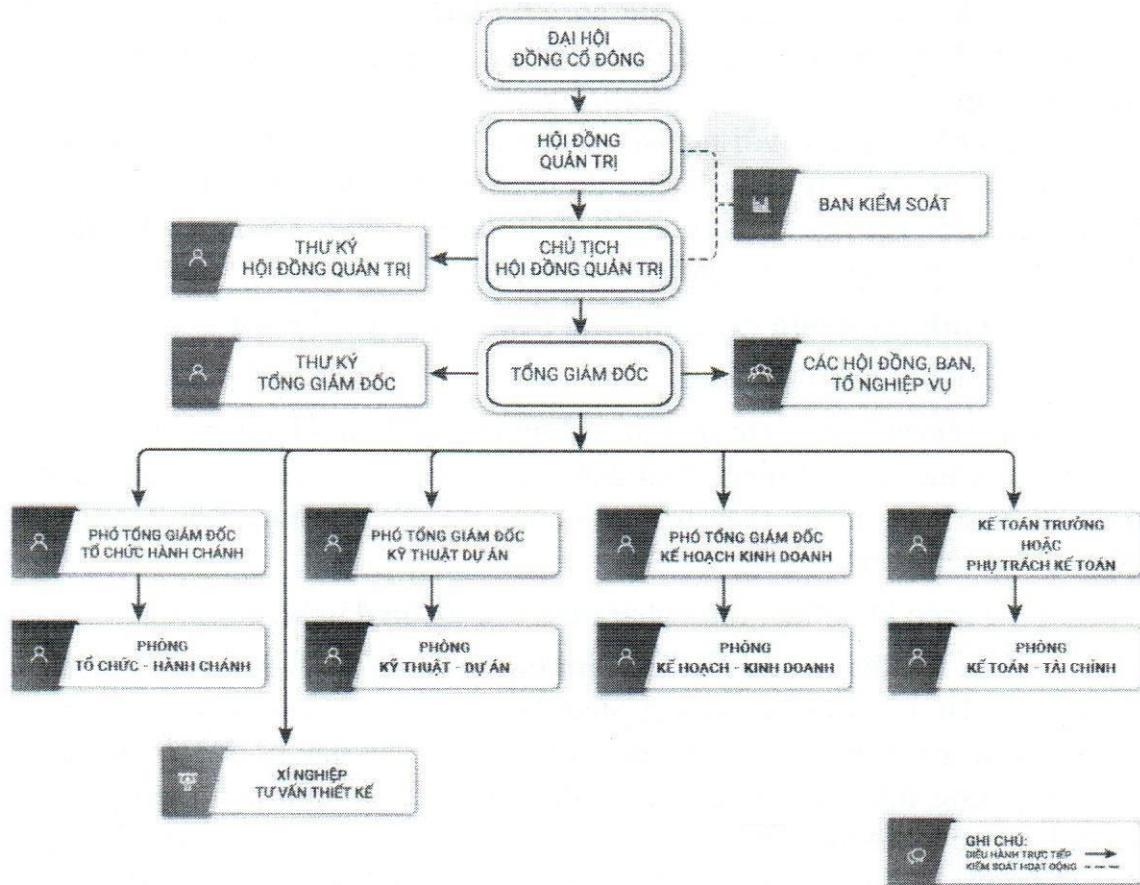 ĐẠI HỘI
ĐỒNG CỔ ĐÔNG
HỘI ĐỒNG
QUẢN TRỊ
BAN KIỂM SOÁT
THƯ KÝ
HỘI ĐỒNG QUẢN TRỊ
CHỦ TỊCH
HỘI ĐỒNG QUẢN TRỊ
THƯ KÝ
TỔNG GIÁM ĐỐC
TỔNG GIÁM ĐỐC
CÁC HỘI ĐỒNG, BAN,
TỔ NGHIỆP VỤ
PHÓ TỔNG GIÁM ĐỐC
TỔ CHỨC HÀNH CHÁNH
PHÓ TỔNG GIÁM ĐỐC
KỸ THUẬT DỰ ÁN
PHÓ TỔNG GIÁM ĐỐC
KẾ HOẠCH KINH DOANH
KẾ TOÁN TRƯỞNG
HOẶC
PHỤ TRÁCH KẾ TOÁN
PHÒNG
TỔ CHỨC - HÀNH CHÁNH
PHÒNG
KỸ THUẬT - DỰ ÁN
PHÒNG
KẾ HOẠCH - KINH DOANH
PHÒNG
KẾ TOÁN - TÀI CHÍNH
XÍ NGHIỆP
TƯ VẤN THIẾT KẾ
GHI CHÚ:
ĐIỀU HÀNH TRỰC TIẾP
KIỂM SOÁT HOẠT ĐỘNG